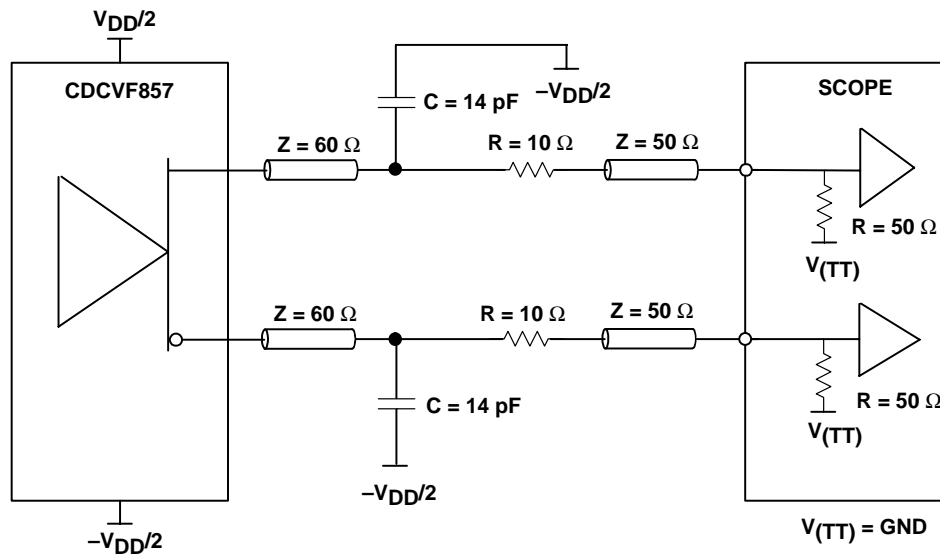 VDD/2
CDCVF857
SCOPE
–VDD/2
C = 14 pF
Z = 60 Ω
R = 10 Ω
Z = 50 Ω
R = 50 Ω
V(TT)
Z = 60 Ω
R = 10 Ω
Z = 50 Ω
C = 14 pF
R = 50 Ω
V(TT)
–VDD/2
–VDD/2
V(TT) = GND